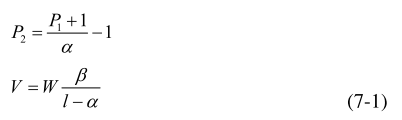 P₂ = (P₁ + 1) / α − 1
V = W β / (l − α) (7-1)